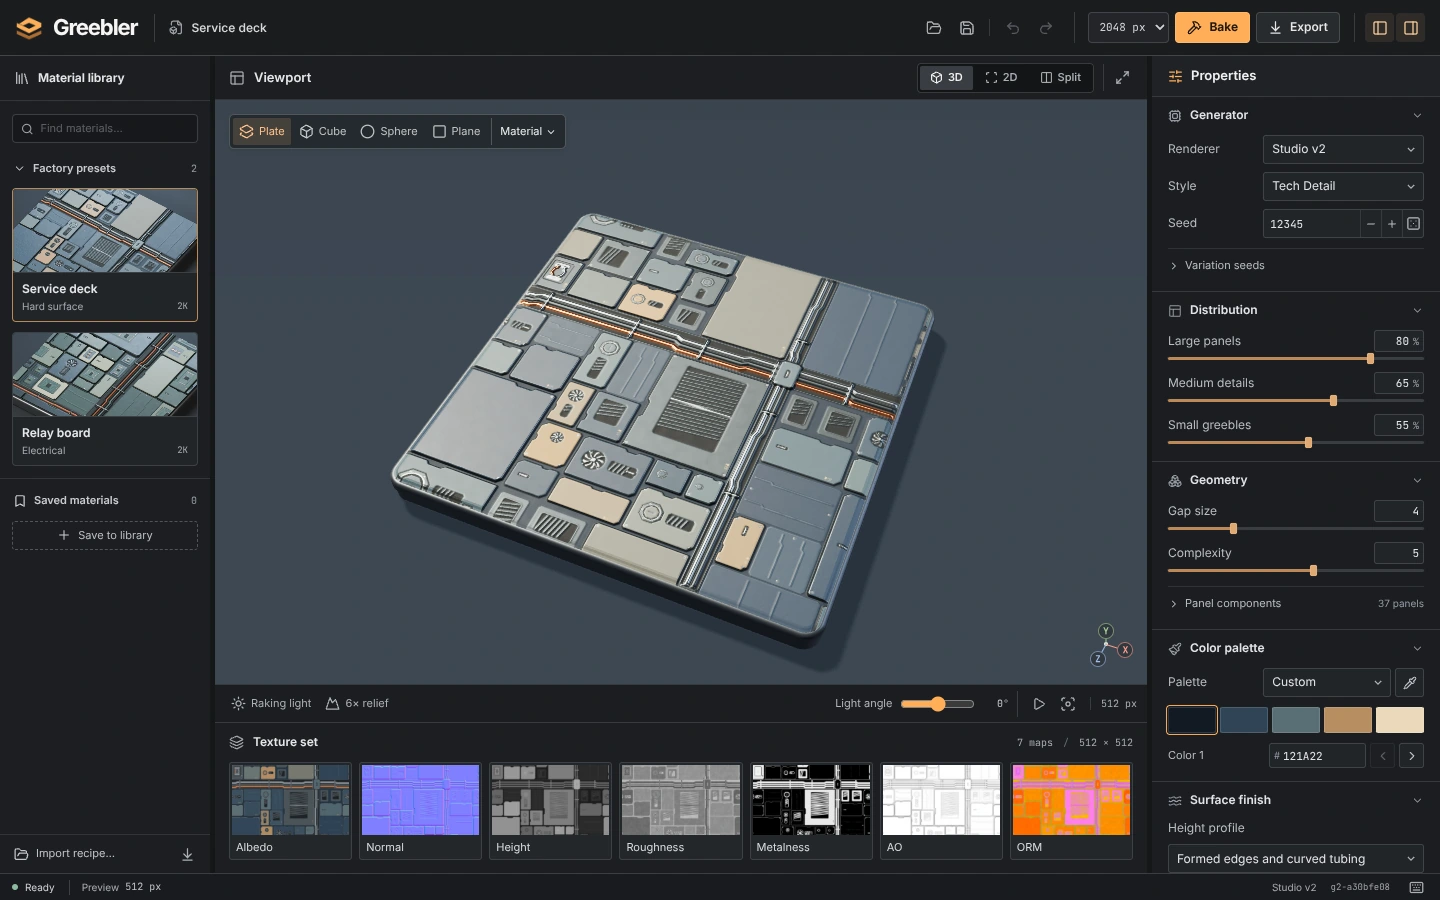 Greebler
Service deck
2048 px
Bake
Export
Material library
Find materials...
Factory presets 2
Service deck
Hard surface 2K
Relay board
Electrical 2K
Saved materials 0
Save to library
Import recipe...
Viewport
3D 2D Split
Plate Cube Sphere Plane Material
Y
X
Z
Raking light 6× relief
Light angle 0° 512 px
Texture set
7 maps / 512 × 512
Albedo
Normal
Height
Roughness
Metalness
AO
ORM
Properties
Generator
Renderer Studio v2
Style Tech Detail
Seed 12345 − +
Variation seeds
Distribution
Large panels 80 %
Medium details 65 %
Small greebles 55 %
Geometry
Gap size 4
Complexity 5
Panel components 37 panels
Color palette
Palette Custom
Color 1 # 121A22
Surface finish
Height profile
Formed edges and curved tubing
Ready Preview 512 px
Studio v2 g2-a30bfe08